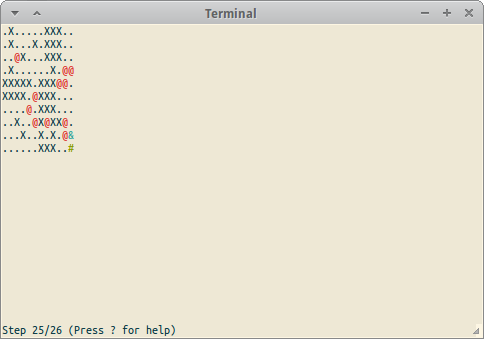 Terminal
.X.....XXX..
.X...X.XXX..
..@X...XXX..
.X......X.@@
XXXXX.XXX@@.
XXXX.@XXX...
....@.XXX...
..X..@X@XX@.
...X..X.X.@&
......XXX..#
Step 25/26 (Press ? for help)